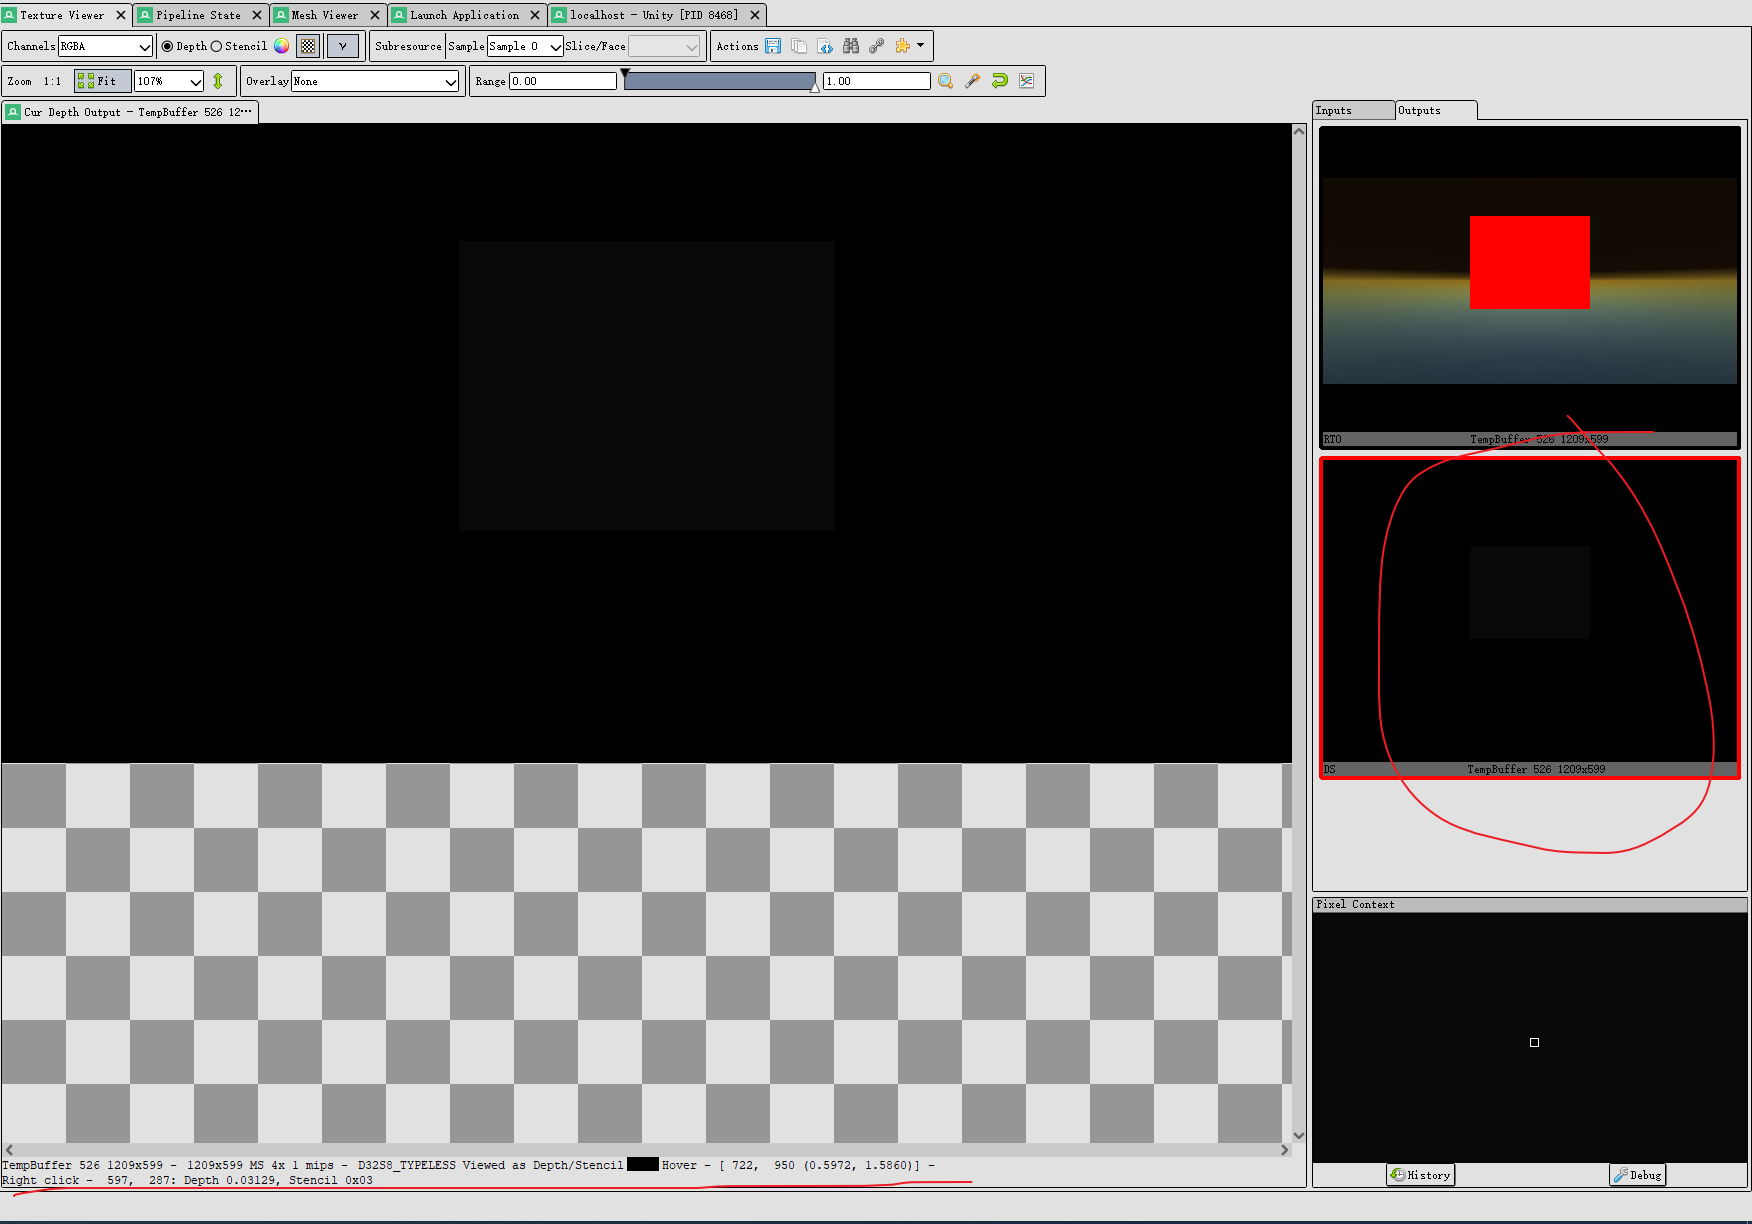 Texture Viewer Pipeline State Mesh Viewer Launch Application localhost - Unity [PID 8468]
Channels RGBA Depth Stencil γ Subresource Sample Sample 0 Slice/Face Actions
Zoom 1:1 Fit 107% Overlay None Range 0.00 1.00
Cur Depth Output - TempBuffer 526 12...
Inputs Outputs
RT0 TempBuffer 526 1209x599
DS TempBuffer 526 1209x599
Pixel Context
History Debug
TempBuffer 526 1209x599 - 1209x599 MS 4x 1 mips - D32S8_TYPELESS Viewed as Depth/Stencil Hover - [ 722, 950 (0.5972, 1.5860)] -
Right click - 597, 287: Depth 0.03129, Stencil 0x03